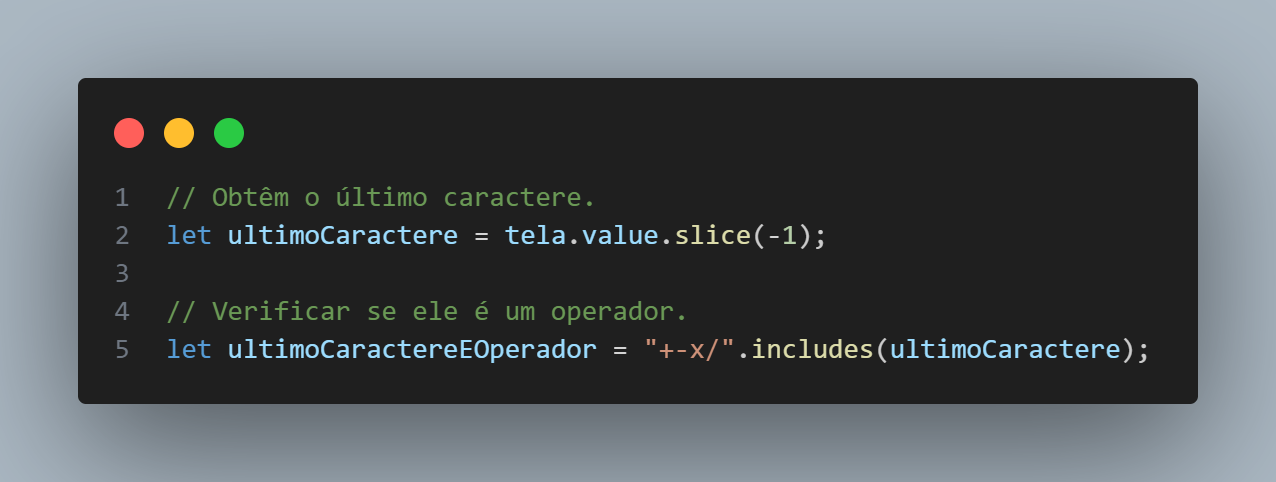 1 // Obtêm o último caractere.
2 let ultimoCaractere = tela.value.slice(-1);
3
4 // Verificar se ele é um operador.
5 let ultimoCaractereEOperador = "+-x/".includes(ultimoCaractere);